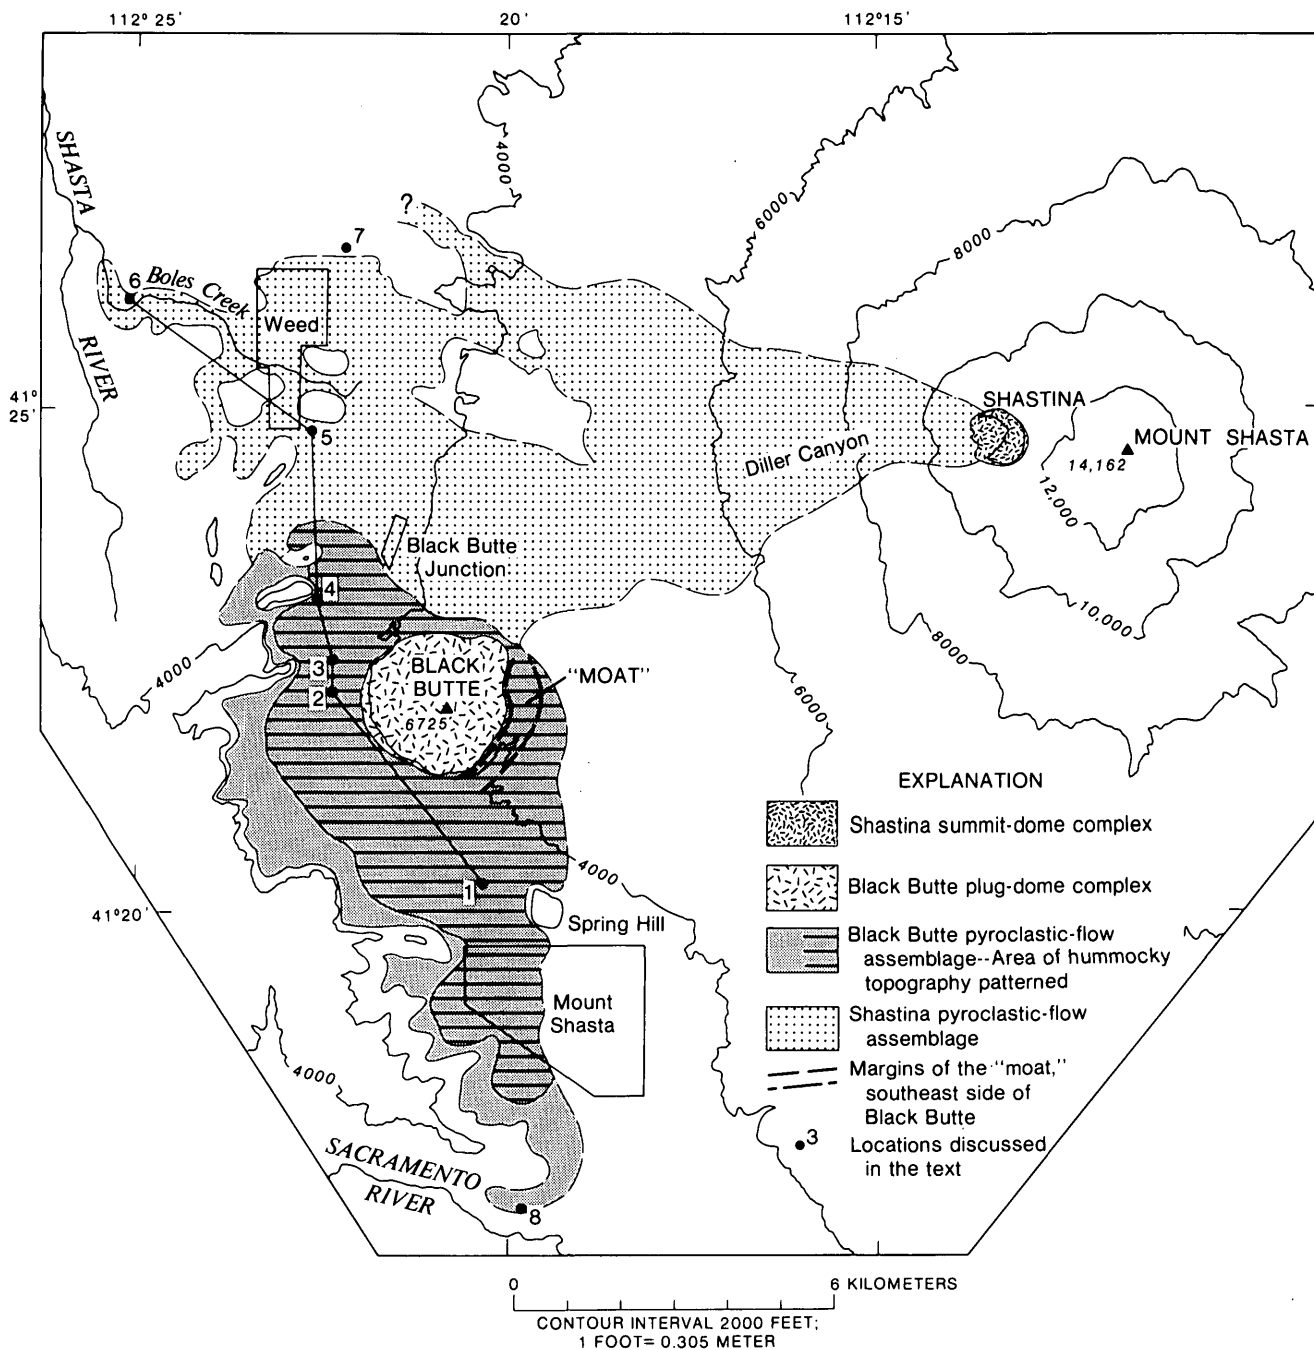 112° 25'
20'
112°15'
SHASTA
4000
6000
?
7
8000
6
Boles Creek
Weed
RIVER
41°
25'
SHASTINA
5
MOUNT SHASTA
Diller Canyon
14,162
12,000
Black Butte
Junction
4
10,000
3
BLACK
BUTTE
"MOAT"
8000
4000
2
6725
6000
EXPLANATION
Shastina summit-dome complex
4000
Black Butte plug-dome complex
1
41°20'
Spring Hill
Black Butte pyroclastic-flow
assemblage--Area of hummocky
topography patterned
Mount
Shasta
Shastina pyroclastic-flow
assemblage
4000
Margins of the "moat,"
southeast side of
Black Butte
3
Locations discussed
in the text
SACRAMENTO
RIVER
8
0
6 KILOMETERS
CONTOUR INTERVAL 2000 FEET;
1 FOOT= 0.305 METER